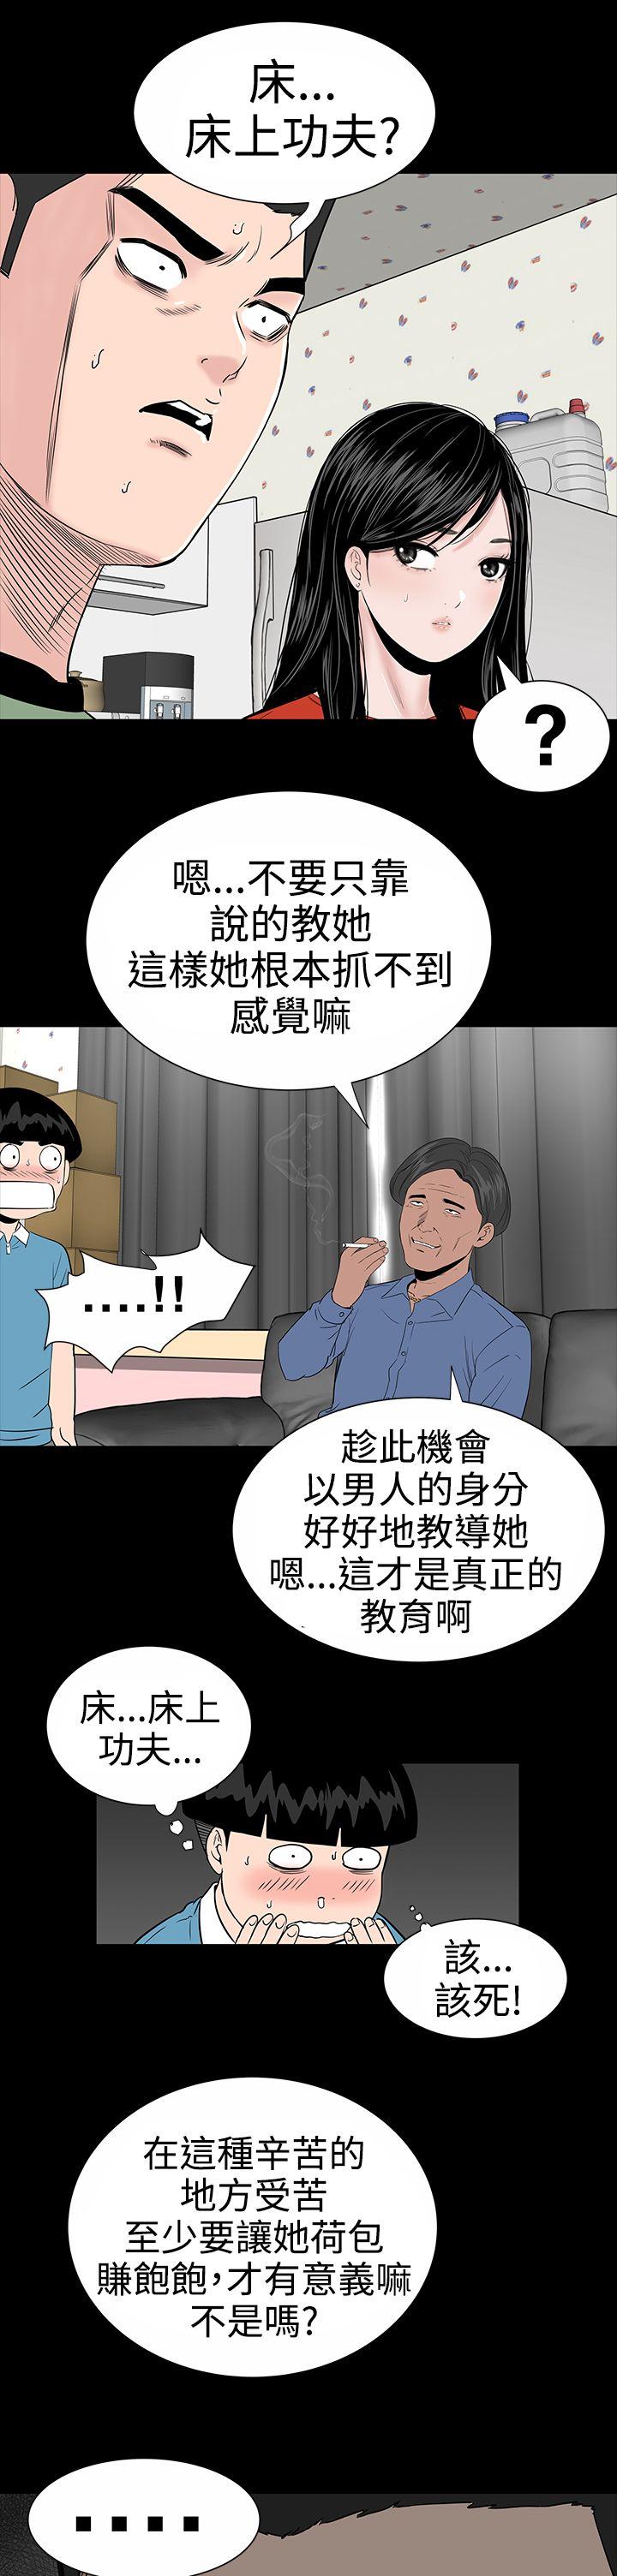 床...
床上功夫?
?
嗯...不要只靠
說的教她
這樣她根本抓不到
感覺嘛
....!!
趁此機會
以男人的身分
好好地教導她
嗯...這才是真正的
教育啊
床...床上
功夫...
該...
該死!
在這種辛苦的
地方受苦
至少要讓她荷包
賺飽飽,才有意義嘛
不是嗎?
....